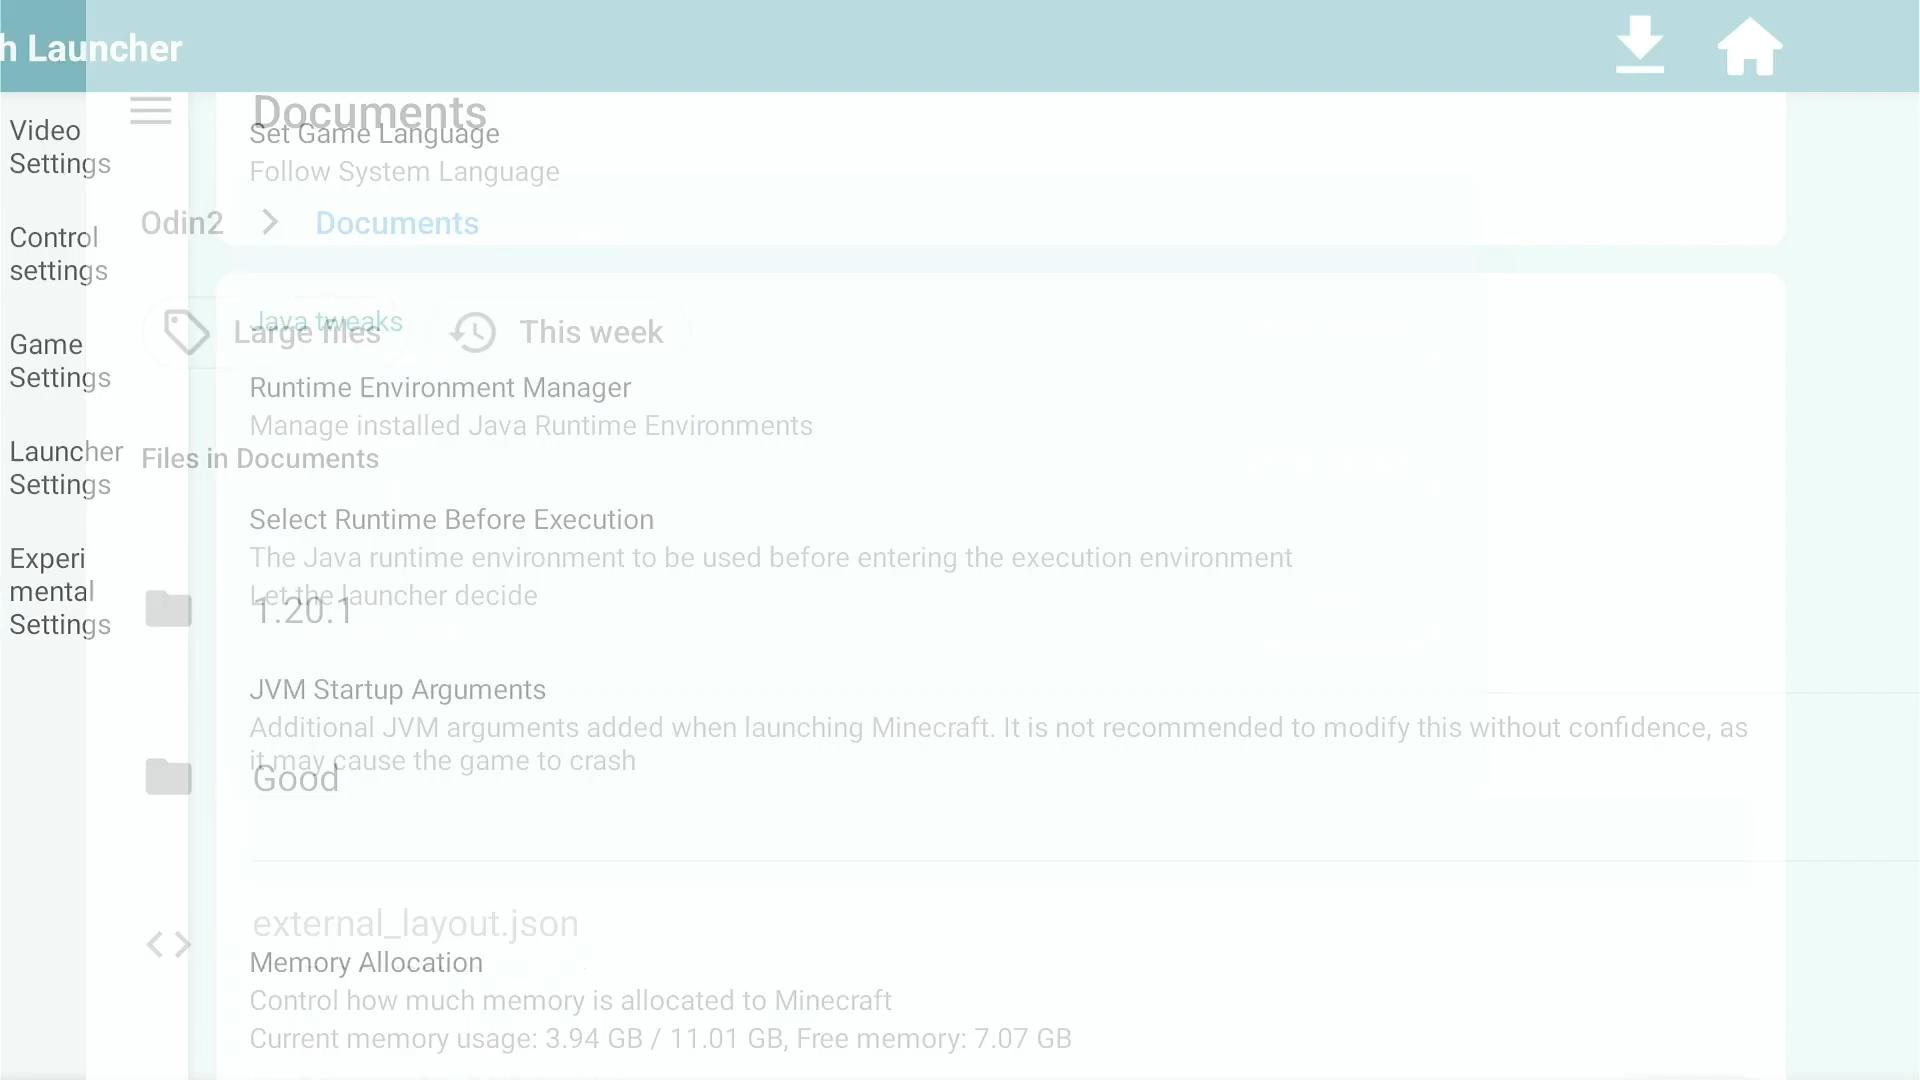 h Launcher
Video
Settings
Control
settings
Game
Settings
Launcher
Settings
Experi
mental
Settings
Documents
Set Game Language
Follow System Language
Odin2
Documents
Java tweaks
Large files
This week
Runtime Environment Manager
Manage installed Java Runtime Environments
Files in Documents
Select Runtime Before Execution
The Java runtime environment to be used before entering the execution environment
Let the launcher decide
1.20.1
JVM Startup Arguments
Additional JVM arguments added when launching Minecraft. It is not recommended to modify this without confidence, as
it may cause the game to crash
Good
external_layout.json
Memory Allocation
Control how much memory is allocated to Minecraft
Current memory usage: 3.94 GB / 11.01 GB, Free memory: 7.07 GB